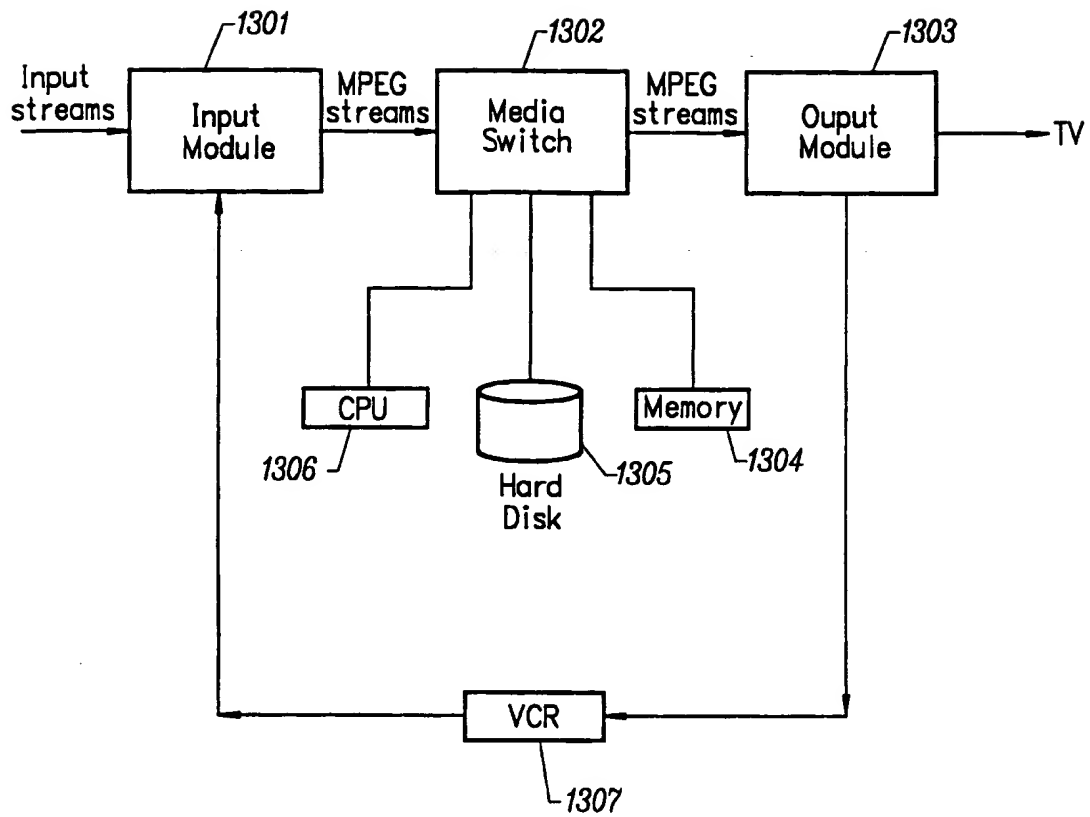 1301
1302
1303
Input
streams
Input
Module
MPEG
streams
Media
Switch
MPEG
streams
Ouput
Module
TV
CPU
1306
1305
Hard
Disk
Memory
1304
VCR
1307